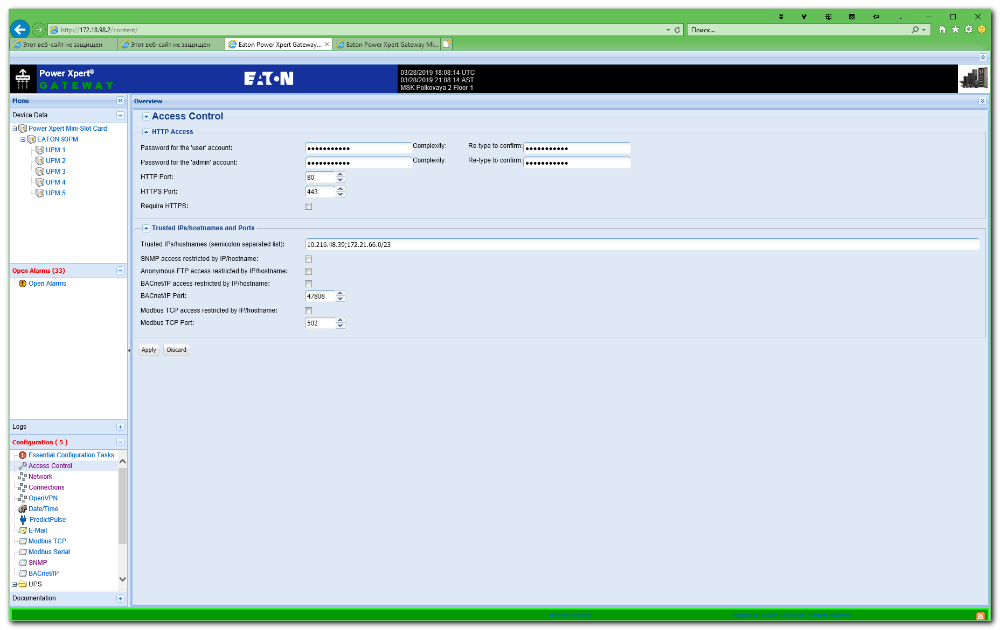 http://172.18.98.2/content/
Поиск...
Этот веб-сайт не защищен
Этот веб-сайт не защищен
Eaton Power Xpert Gateway...
Eaton Power Xpert Gateway Mi...
Power Xpert®
GATEWAY
EATON
03/28/2019 18:08:14 UTC
03/28/2019 21:08:14 AST
MSK Polkovaya 2 Floor 1
Menu
Device Data
Power Xpert Mini-Slot Card
EATON 93PM
UPM 1
UPM 2
UPM 3
UPM 4
UPM 5
Open Alarms (33)
Open Alarms
Logs
Configuration ( 5 )
Essential Configuration Tasks
Access Control
Network
Connections
OpenVPN
Date/Time
PredictPulse
E-Mail
Modbus TCP
Modbus Serial
SNMP
BACnet/IP
UPS
Documentation
Overview
Access Control
HTTP Access
Password for the 'user' account: ●●●●●●●●●●● Complexity: Re-type to confirm: ●●●●●●●●●●●
Password for the 'admin' account: ●●●●●●●●●●● Complexity: Re-type to confirm: ●●●●●●●●●●●
HTTP Port: 80
HTTPS Port: 443
Require HTTPS:
Trusted IPs/hostnames and Ports
Trusted IPs/hostnames (semicolon separated list): 10.216.48.39;172.21.66.0/23
SNMP access restricted by IP/hostname:
Anonymous FTP access restricted by IP/hostname:
BACnet/IP access restricted by IP/hostname:
BACnet/IP Port: 47808
Modbus TCP access restricted by IP/hostname:
Modbus TCP Port: 502
Apply Discard